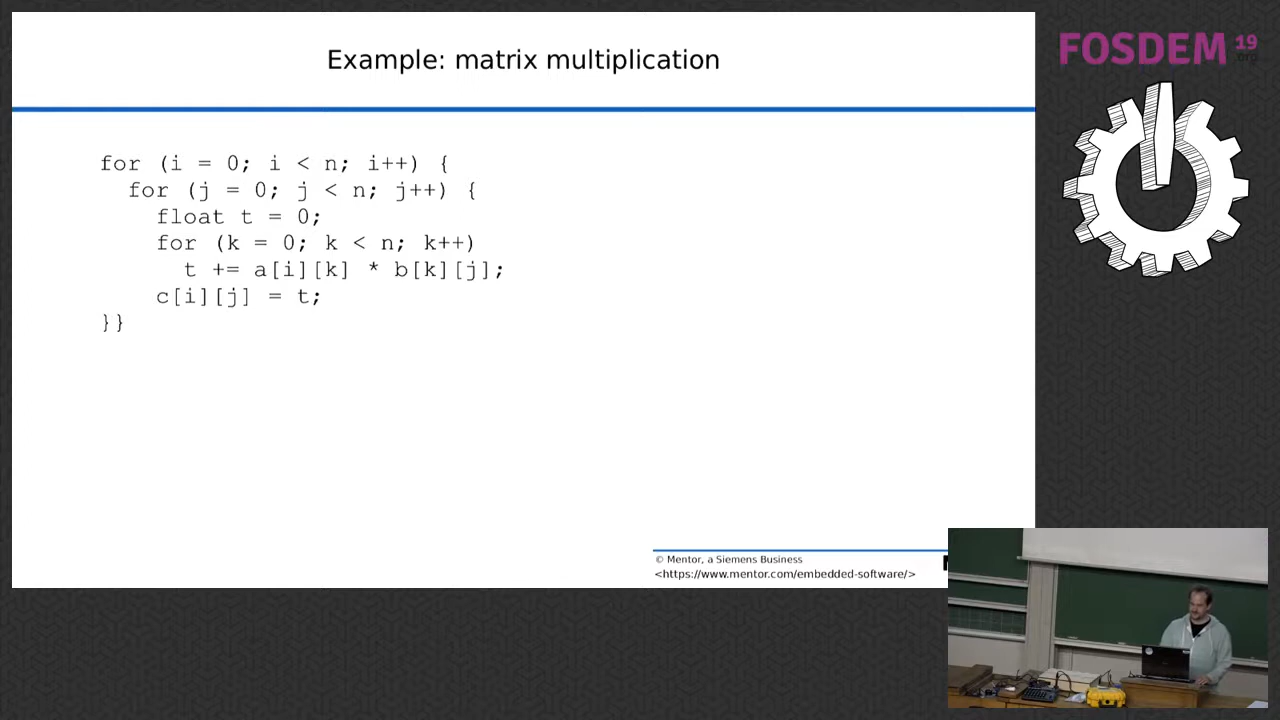 Example: matrix multiplication
FOSDEM 19
.org
for (i = 0; i < n; i++) {
  for (j = 0; j < n; j++) {
    float t = 0;
    for (k = 0; k < n; k++)
      t += a[i][k] * b[k][j];
    c[i][j] = t;
}}
© Mentor, a Siemens Business
<https://www.mentor.com/embedded-software/>